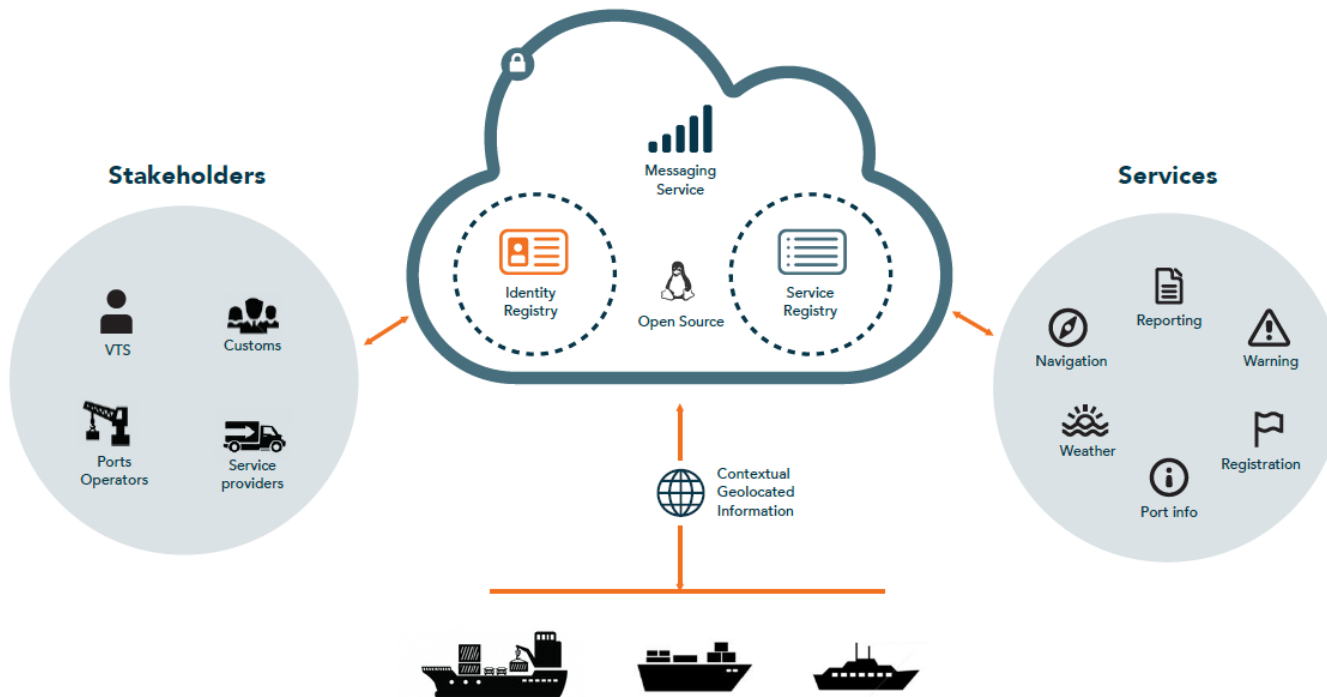 Messaging
Service
Stakeholders
Services
Identity
Registry
Open Source
Service
Registry
VTS
Customs
Ports
Operators
Service
providers
Reporting
Navigation
Warning
Weather
Registration
Port info
Contextual
Geolocated
Information